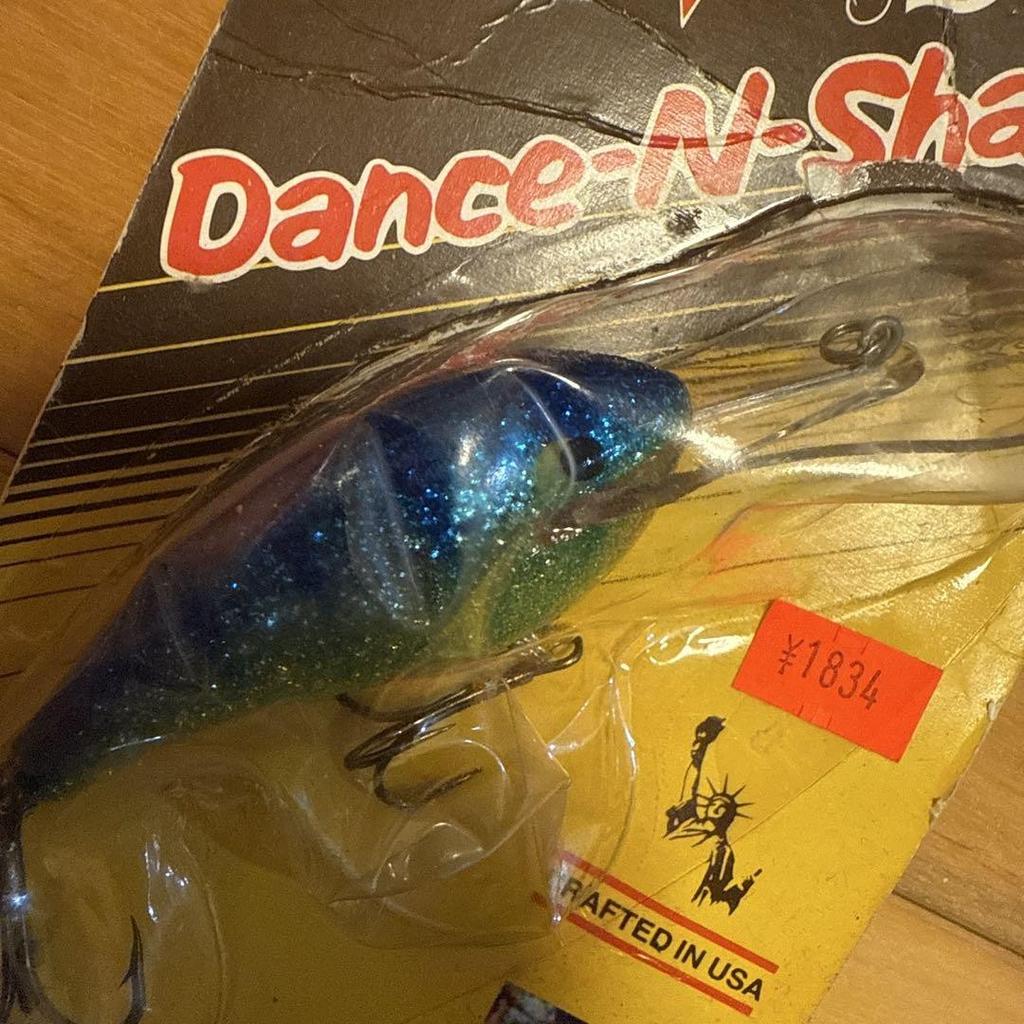 Dance-N-Sha
¥1834
RAFTED IN USA